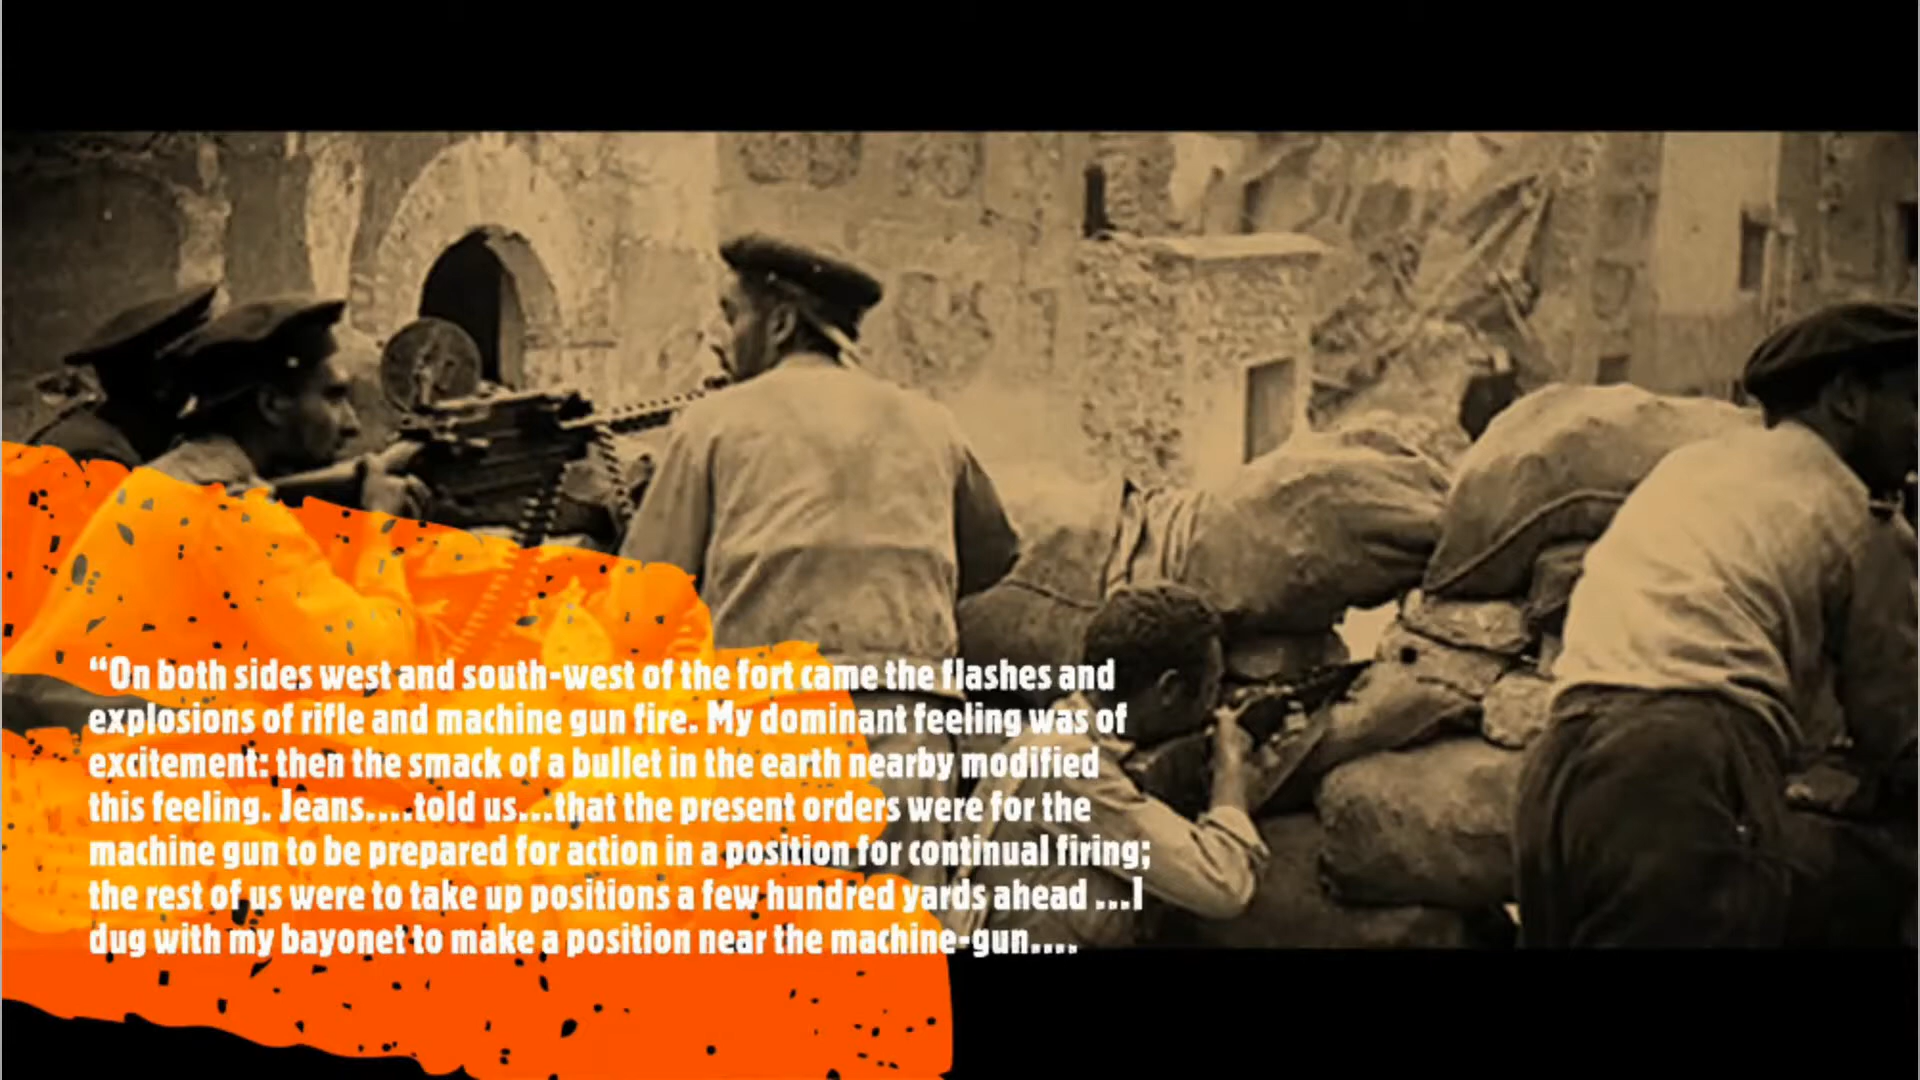 “On both sides west and south-west of the fort came the flashes and
explosions of rifle and machine gun fire. My dominant feeling was of
excitement: then the smack of a bullet in the earth nearby modified
this feeling. Jeans....told us...that the present orders were for the
machine gun to be prepared for action in a position for continual firing;
the rest of us were to take up positions a few hundred yards ahead ...I
dug with my bayonet to make a position near the machine-gun....